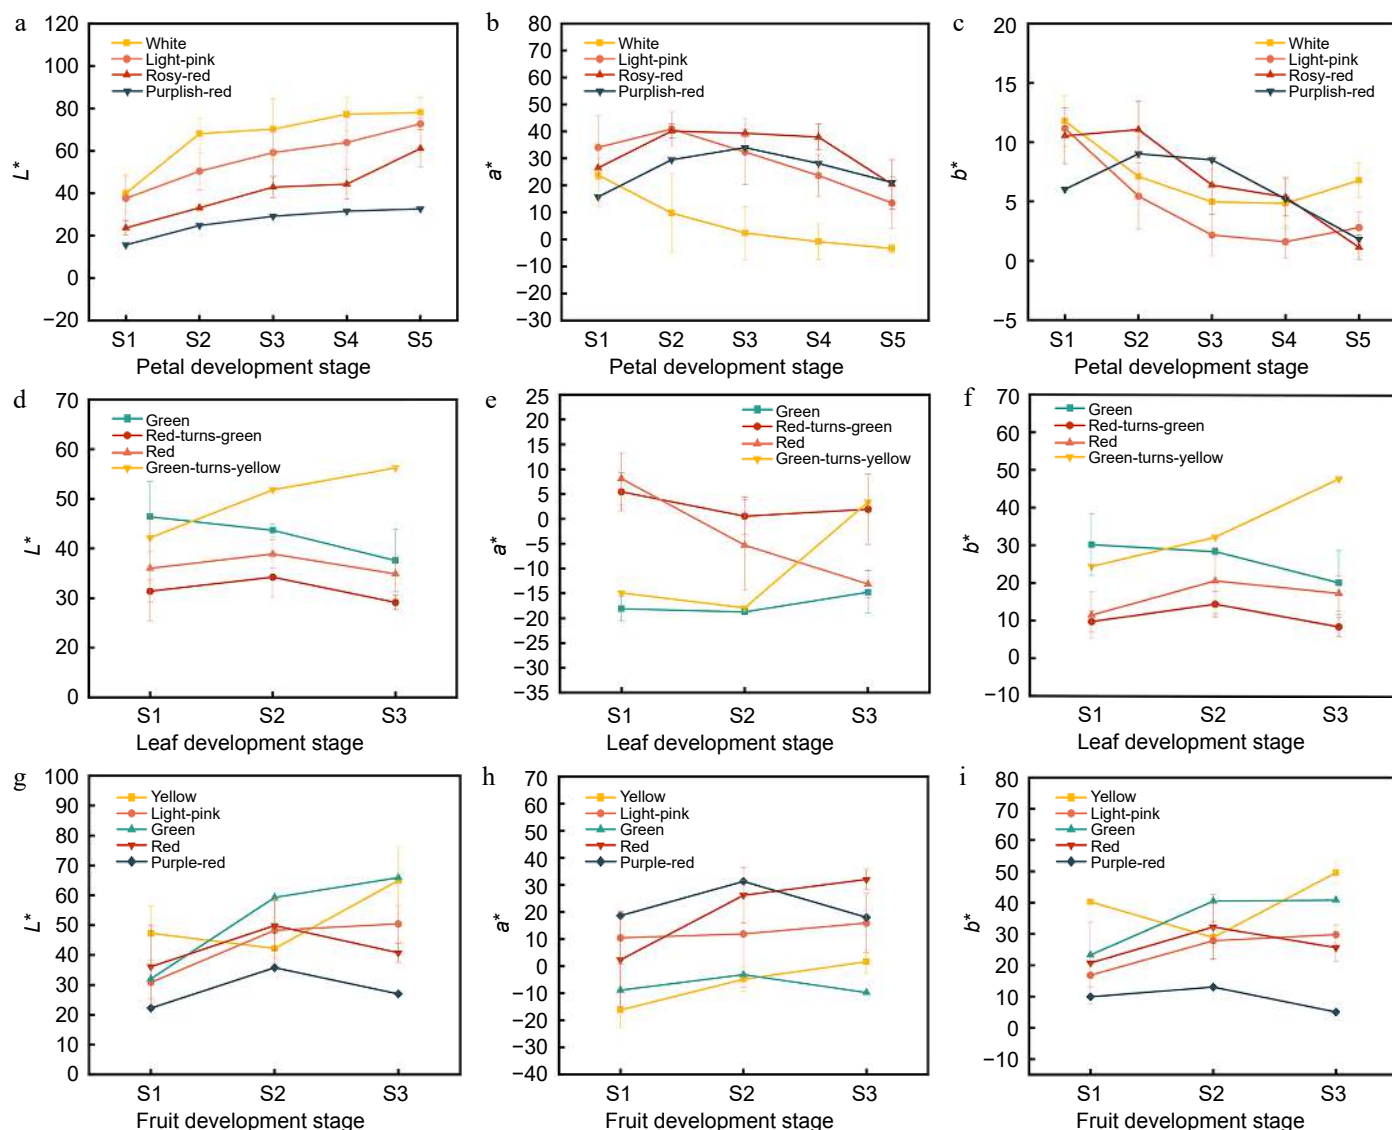 a
120
100
80
60
40
20
0
−20
L*
White
Light-pink
Rosy-red
Purplish-red
S1 S2 S3 S4 S5
Petal development stage
b
80
70
60
50
40
30
20
10
0
−10
−20
−30
a*
White
Light-pink
Rosy-red
Purplish-red
S1 S2 S3 S4 S5
Petal development stage
c
20
15
10
5
0
−5
b*
White
Light-pink
Rosy-red
Purplish-red
S1 S2 S3 S4 S5
Petal development stage
d
70
60
50
40
30
20
0
L*
Green
Red-turns-green
Red
Green-turns-yellow
S1 S2 S3
Leaf development stage
e
25
20
15
10
5
0
−5
−10
−15
−20
−25
−30
−35
a*
Green
Red-turns-green
Red
Green-turns-yellow
S1 S2 S3
Leaf development stage
f
70
60
50
40
30
20
10
0
−10
b*
Green
Red-turns-green
Red
Green-turns-yellow
S1 S2 S3
Leaf development stage
g
100
90
80
70
60
50
40
30
20
10
0
L*
Yellow
Light-pink
Green
Red
Purple-red
S1 S2 S3
Fruit development stage
h
70
60
50
40
30
20
10
0
−10
−20
−30
−40
a*
Yellow
Light-pink
Green
Red
Purple-red
S1 S2 S3
Fruit development stage
i
80
70
60
50
40
30
20
10
0
−10
b*
Yellow
Light-pink
Green
Red
Purple-red
S1 S2 S3
Fruit development stage